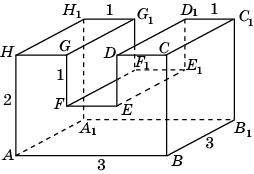 H₁ 1 G₁ D₁ 1 C₁
H G D C
1 F₁ E₁
2 F E
A₁ B₁
3
A 3 B